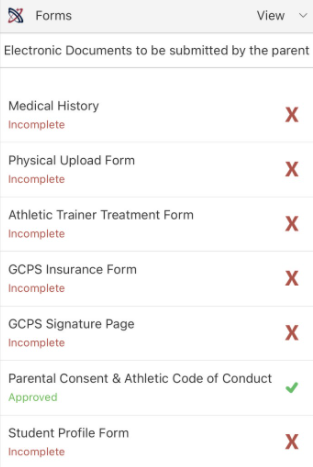 Forms
View
Electronic Documents to be submitted by the parent
Medical History
Incomplete
Physical Upload Form
Incomplete
Athletic Trainer Treatment Form
Incomplete
GCPS Insurance Form
Incomplete
GCPS Signature Page
Incomplete
Parental Consent & Athletic Code of Conduct
Approved
Student Profile Form
Incomplete